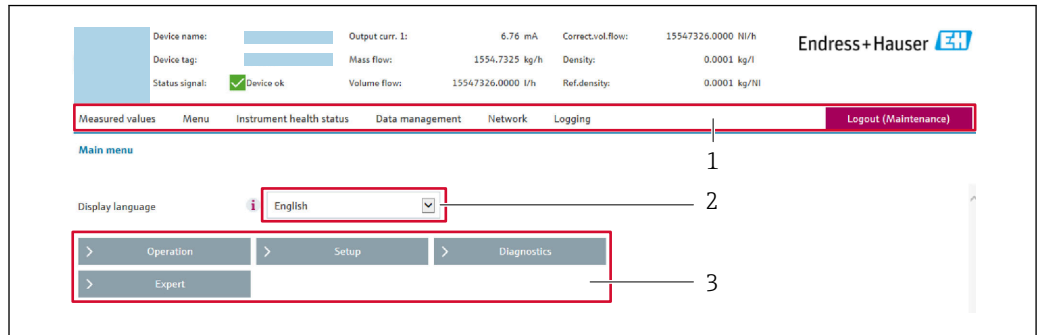 Device name: Output curr. 1: 6.76 mA Correct.vol.flow: 15547326.0000 Nl/h
Endress+Hauser EH
Device tag: Mass flow: 1554.7325 kg/h Density: 0.0001 kg/l
Status signal: Device ok Volume flow: 15547326.0000 l/h Ref.density: 0.0001 kg/Nl
Measured values Menu Instrument health status Data management Network Logging Logout (Maintenance)
1
Main menu
Display language i English 2
Operation Setup Diagnostics
Expert 3